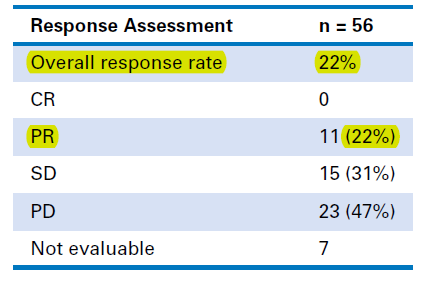 Response Assessment n = 56
Overall response rate 22%
CR 0
PR 11 (22%)
SD 15 (31%)
PD 23 (47%)
Not evaluable 7